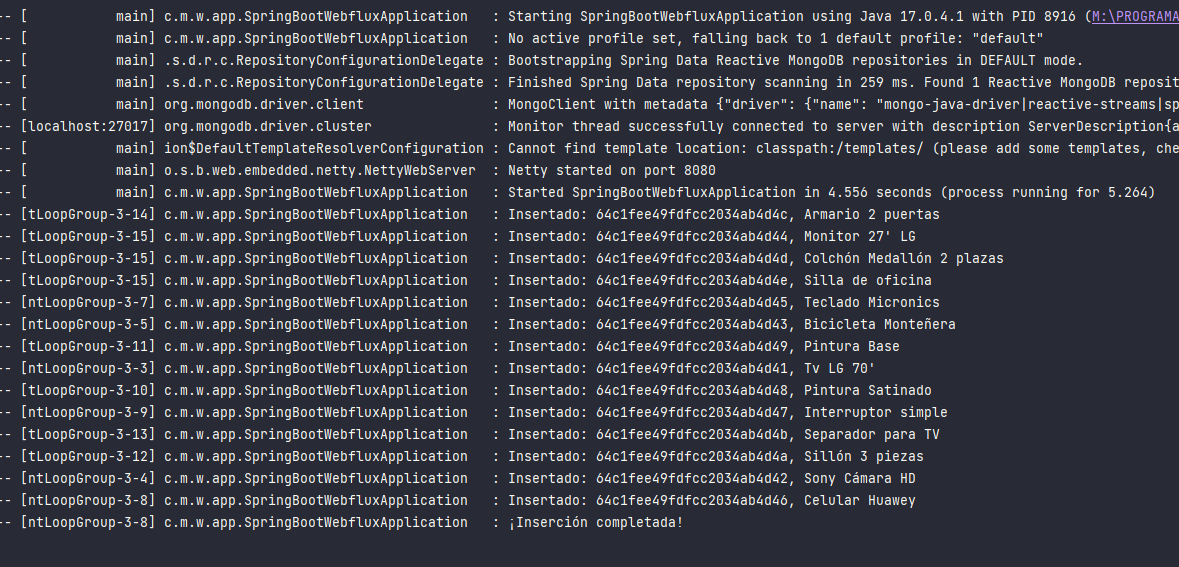 -- [           main] c.m.w.app.SpringBootWebfluxApplication   : Starting SpringBootWebfluxApplication using Java 17.0.4.1 with PID 8916 (M:\PROGRAMA
-- [           main] c.m.w.app.SpringBootWebfluxApplication   : No active profile set, falling back to 1 default profile: "default"
-- [           main] .s.d.r.c.RepositoryConfigurationDelegate : Bootstrapping Spring Data Reactive MongoDB repositories in DEFAULT mode.
-- [           main] .s.d.r.c.RepositoryConfigurationDelegate : Finished Spring Data repository scanning in 259 ms. Found 1 Reactive MongoDB reposit
-- [           main] org.mongodb.driver.client                : MongoClient with metadata {"driver": {"name": "mongo-java-driver|reactive-streams|sp
-- [localhost:27017] org.mongodb.driver.cluster               : Monitor thread successfully connected to server with description ServerDescription{a
-- [           main] ion$DefaultTemplateResolverConfiguration : Cannot find template location: classpath:/templates/ (please add some templates, che
-- [           main] o.s.b.web.embedded.netty.NettyWebServer  : Netty started on port 8080
-- [           main] c.m.w.app.SpringBootWebfluxApplication   : Started SpringBootWebfluxApplication in 4.556 seconds (process running for 5.264)
-- [tLoopGroup-3-14] c.m.w.app.SpringBootWebfluxApplication   : Insertado: 64c1fee49fdfcc2034ab4d4c, Armario 2 puertas
-- [tLoopGroup-3-15] c.m.w.app.SpringBootWebfluxApplication   : Insertado: 64c1fee49fdfcc2034ab4d44, Monitor 27' LG
-- [tLoopGroup-3-15] c.m.w.app.SpringBootWebfluxApplication   : Insertado: 64c1fee49fdfcc2034ab4d4d, Colchón Medallón 2 plazas
-- [tLoopGroup-3-15] c.m.w.app.SpringBootWebfluxApplication   : Insertado: 64c1fee49fdfcc2034ab4d4e, Silla de oficina
-- [ntLoopGroup-3-7] c.m.w.app.SpringBootWebfluxApplication   : Insertado: 64c1fee49fdfcc2034ab4d45, Teclado Micronics
-- [ntLoopGroup-3-5] c.m.w.app.SpringBootWebfluxApplication   : Insertado: 64c1fee49fdfcc2034ab4d43, Bicicleta Monteñera
-- [tLoopGroup-3-11] c.m.w.app.SpringBootWebfluxApplication   : Insertado: 64c1fee49fdfcc2034ab4d49, Pintura Base
-- [ntLoopGroup-3-3] c.m.w.app.SpringBootWebfluxApplication   : Insertado: 64c1fee49fdfcc2034ab4d41, Tv LG 70'
-- [tLoopGroup-3-10] c.m.w.app.SpringBootWebfluxApplication   : Insertado: 64c1fee49fdfcc2034ab4d48, Pintura Satinado
-- [ntLoopGroup-3-9] c.m.w.app.SpringBootWebfluxApplication   : Insertado: 64c1fee49fdfcc2034ab4d47, Interruptor simple
-- [tLoopGroup-3-13] c.m.w.app.SpringBootWebfluxApplication   : Insertado: 64c1fee49fdfcc2034ab4d4b, Separador para TV
-- [tLoopGroup-3-12] c.m.w.app.SpringBootWebfluxApplication   : Insertado: 64c1fee49fdfcc2034ab4d4a, Sillón 3 piezas
-- [ntLoopGroup-3-4] c.m.w.app.SpringBootWebfluxApplication   : Insertado: 64c1fee49fdfcc2034ab4d42, Sony Cámara HD
-- [ntLoopGroup-3-8] c.m.w.app.SpringBootWebfluxApplication   : Insertado: 64c1fee49fdfcc2034ab4d46, Celular Huawey
-- [ntLoopGroup-3-8] c.m.w.app.SpringBootWebfluxApplication   : ¡Inserción completada!